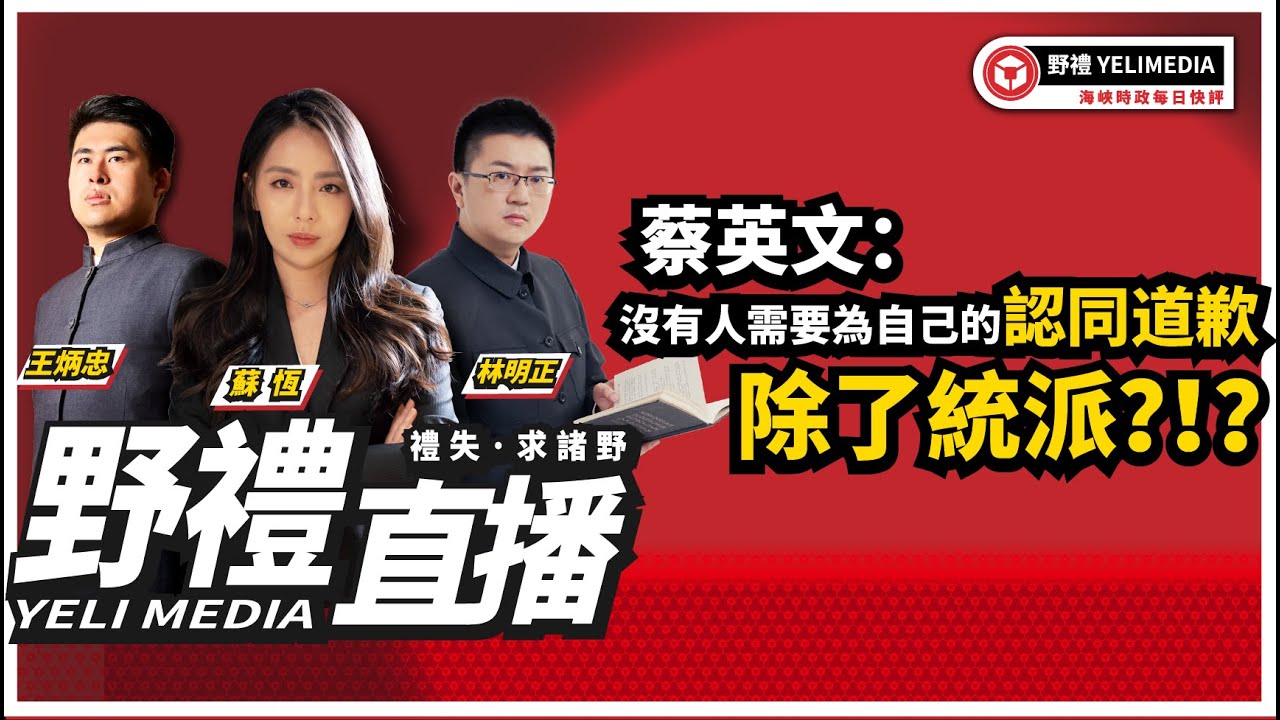 野禮 YELIMEDIA
海峽時政每日快評
蔡英文：
沒有人需要為自己的認同道歉
除了統派？！？
王炳忠
蘇恆
林明正
禮失・求諸野
野禮直播
YELI MEDIA